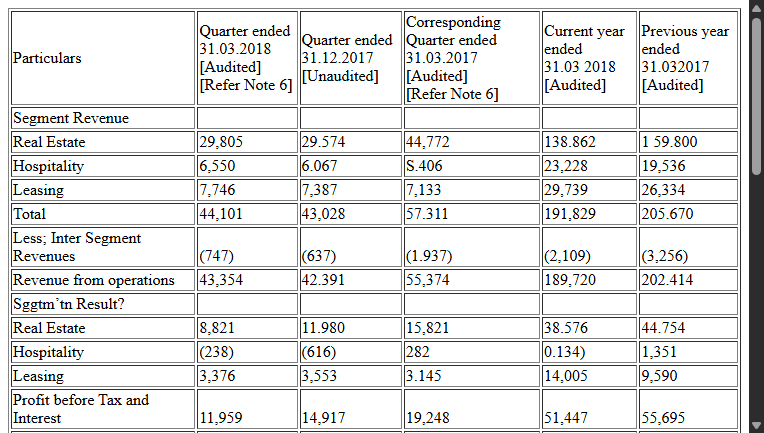 Particulars Quarter ended 31.03.2018 [Audited] [Refer Note 6] Quarter ended 31.12.2017 [Unaudited] Corresponding Quarter ended 31.03.2017 [Audited] [Refer Note 6] Current year ended 31.03 2018 [Audited] Previous year ended 31.032017 [Audited]
Segment Revenue
Real Estate 29,805 29.574 44,772 138.862 1 59.800
Hospitality 6,550 6.067 S.406 23,228 19,536
Leasing 7,746 7,387 7,133 29,739 26,334
Total 44,101 43,028 57.311 191,829 205.670
Less; Inter Segment Revenues (747) (637) (1.937) (2,109) (3,256)
Revenue from operations 43,354 42.391 55,374 189,720 202.414
Sggtm’tn Result?
Real Estate 8,821 11.980 15,821 38.576 44.754
Hospitality (238) (616) 282 0.134) 1,351
Leasing 3,376 3,553 3.145 14,005 9,590
Profit before Tax and Interest 11,959 14,917 19,248 51,447 55,695